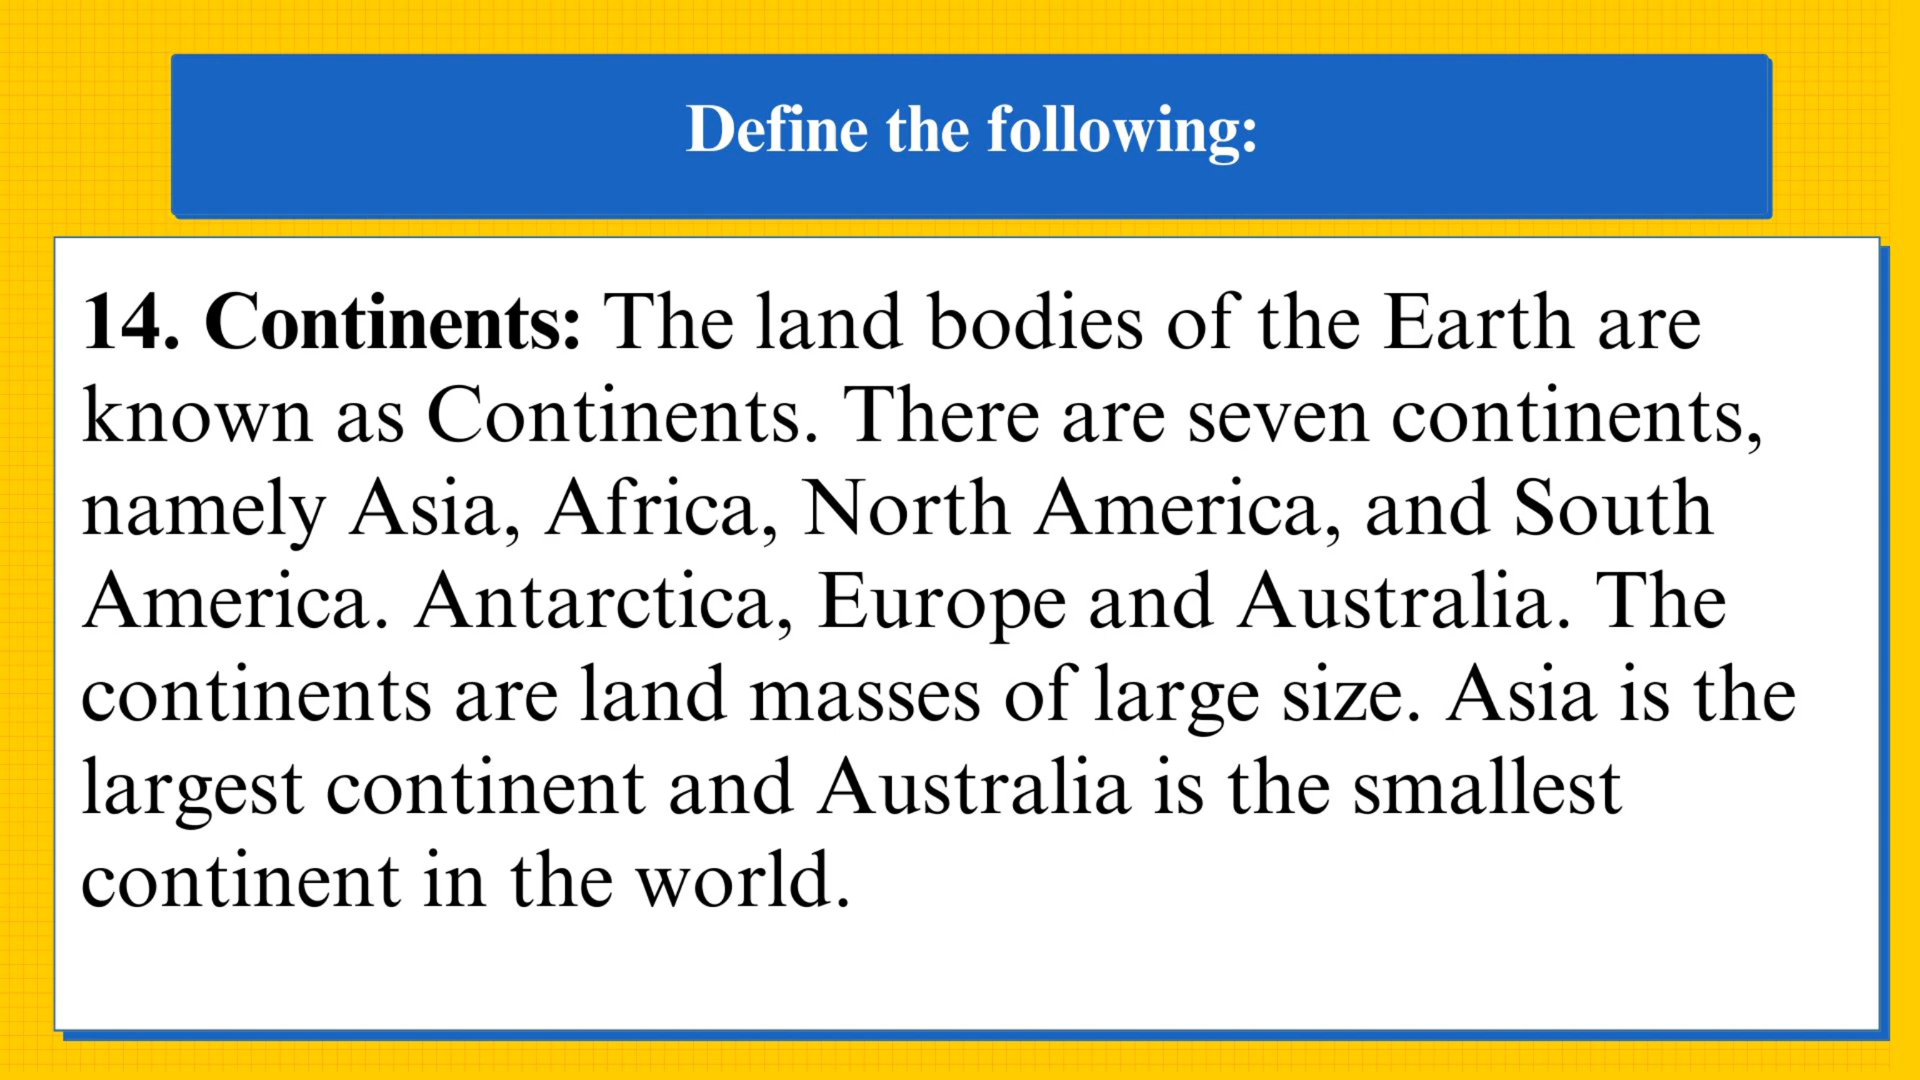 Define the following:
14. Continents: The land bodies of the Earth are
known as Continents. There are seven continents,
namely Asia, Africa, North America, and South
America. Antarctica, Europe and Australia. The
continents are land masses of large size. Asia is the
largest continent and Australia is the smallest
continent in the world.